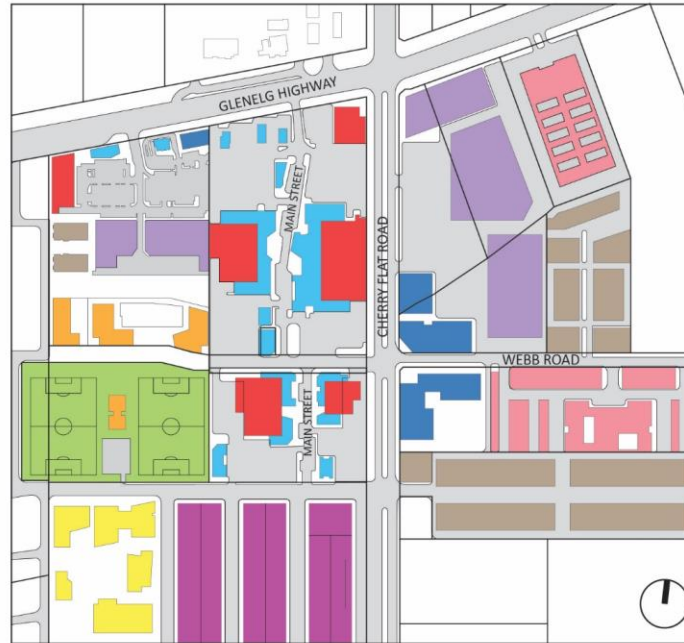 GLENELG HIGHWAY
MAIN STREET
CHERRY FLAT ROAD
WEBB ROAD
MAIN STREET